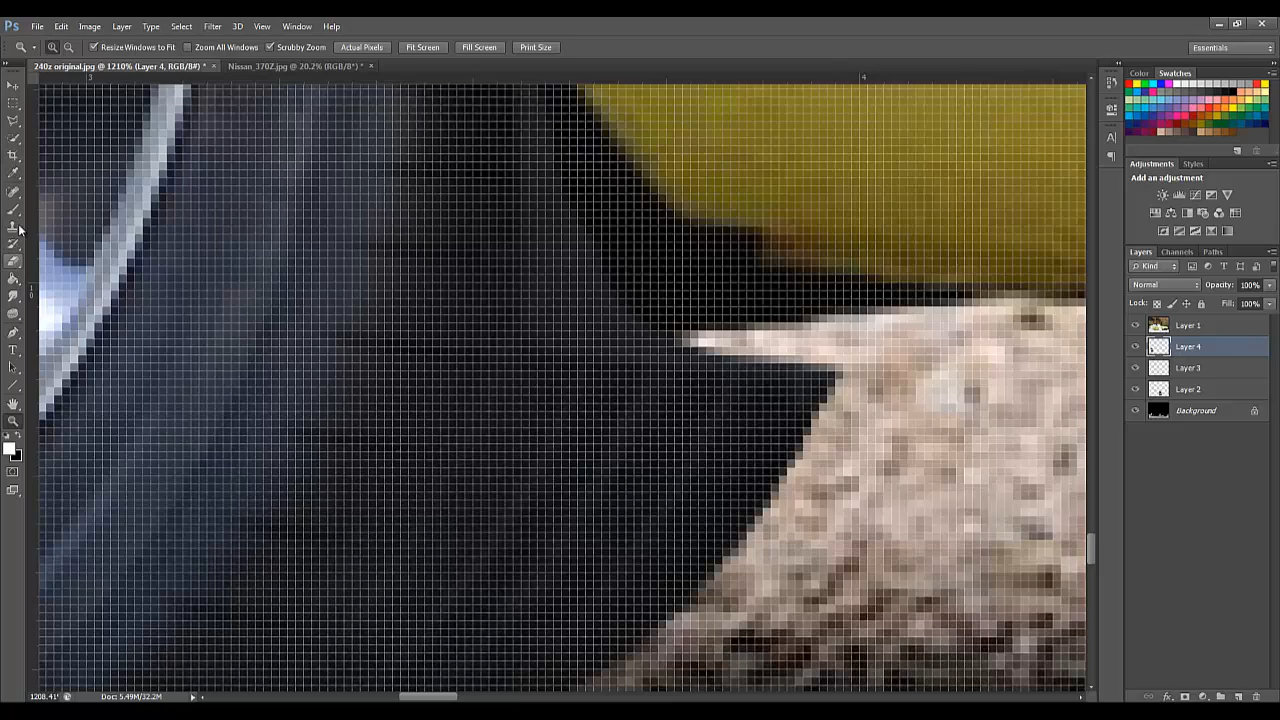 Ps File Edit Image Layer Type Select Filter 3D View Window Help
Resize Windows to Fit Zoom All Windows Scrubby Zoom Actual Pixels Fit Screen Fill Screen Print Size Essentials
240z original.jpg @ 1210% (Layer 4, RGB/8#) * × Nissan_370Z.jpg @ 20.2% (RGB/8*) * ×
3 4
Color Swatches
Adjustments Styles
Add an adjustment
Layers Channels Paths
Kind
Normal Opacity: 100%
Lock: Fill: 100%
Layer 1
Layer 4
Layer 3
Layer 2
Background
1208.41* Doc: 5.49M/32.2M